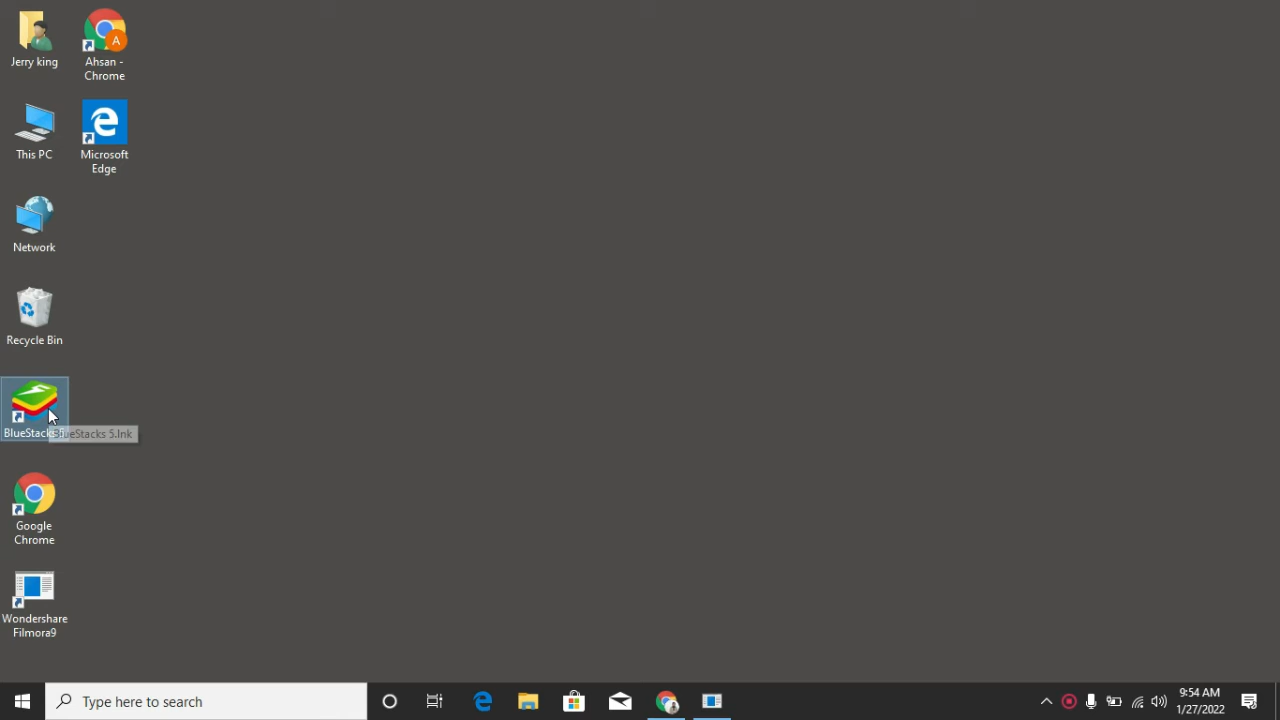 Jerry king
Ahsan -
Chrome
This PC
Microsoft
Edge
Network
Recycle Bin
BlueStacks 5
BlueStacks 5.lnk
Google
Chrome
Wondershare
Filmora9
Type here to search
9:54 AM
1/27/2022
A